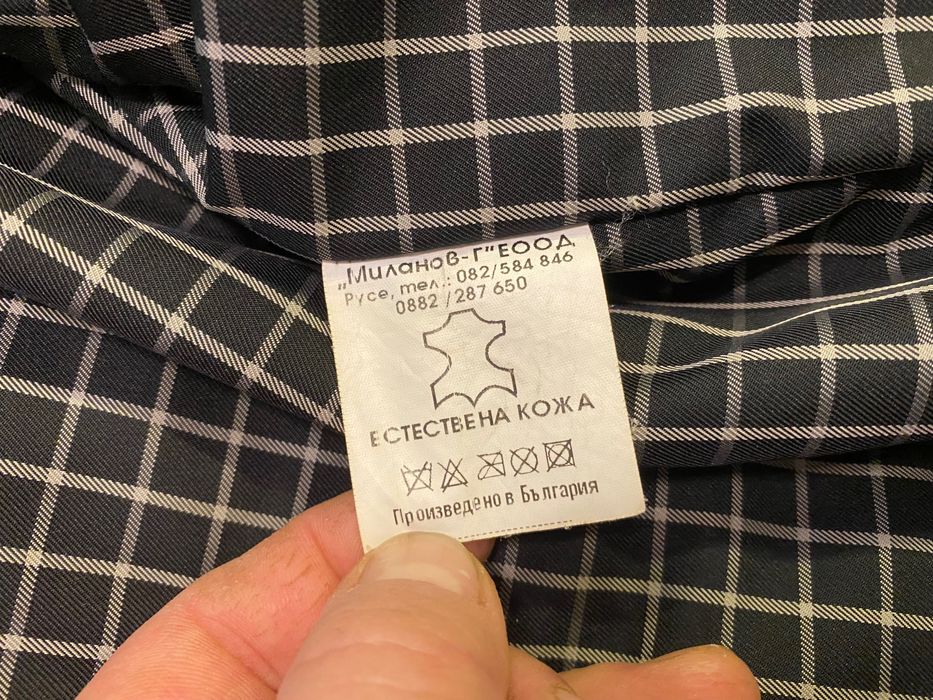 „Миланов-Г"ЕООД
Русе, тел.: 082/584 846
0882 / 287 650
ЕСТЕСТВЕНА КОЖА
Произведено в България